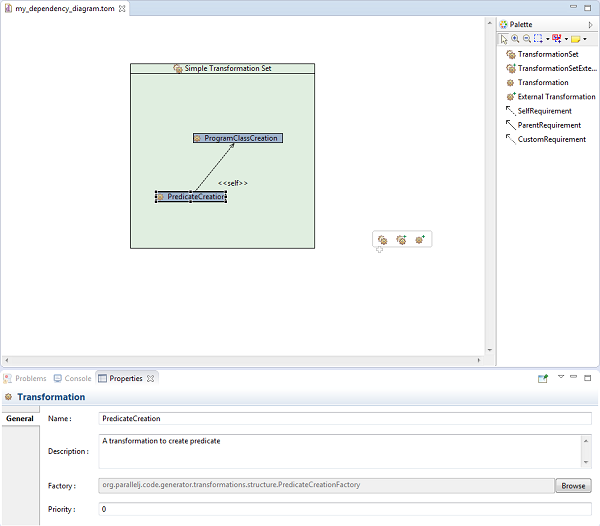 my_dependency_diagram.tom
Simple Transformation Set
ProgramClassCreation
<<self>>
PredicateCreation
Palette
TransformationSet
TransformationSetExte...
Transformation
External Transformation
SelfRequirement
ParentRequirement
CustomRequirement
Problems Console Properties
Transformation
General
Name : PredicateCreation
Description : A transformation to create predicate
Factory : org.parallelj.code.generator.transformations.structure.PredicateCreationFactory Browse
Priority : 0